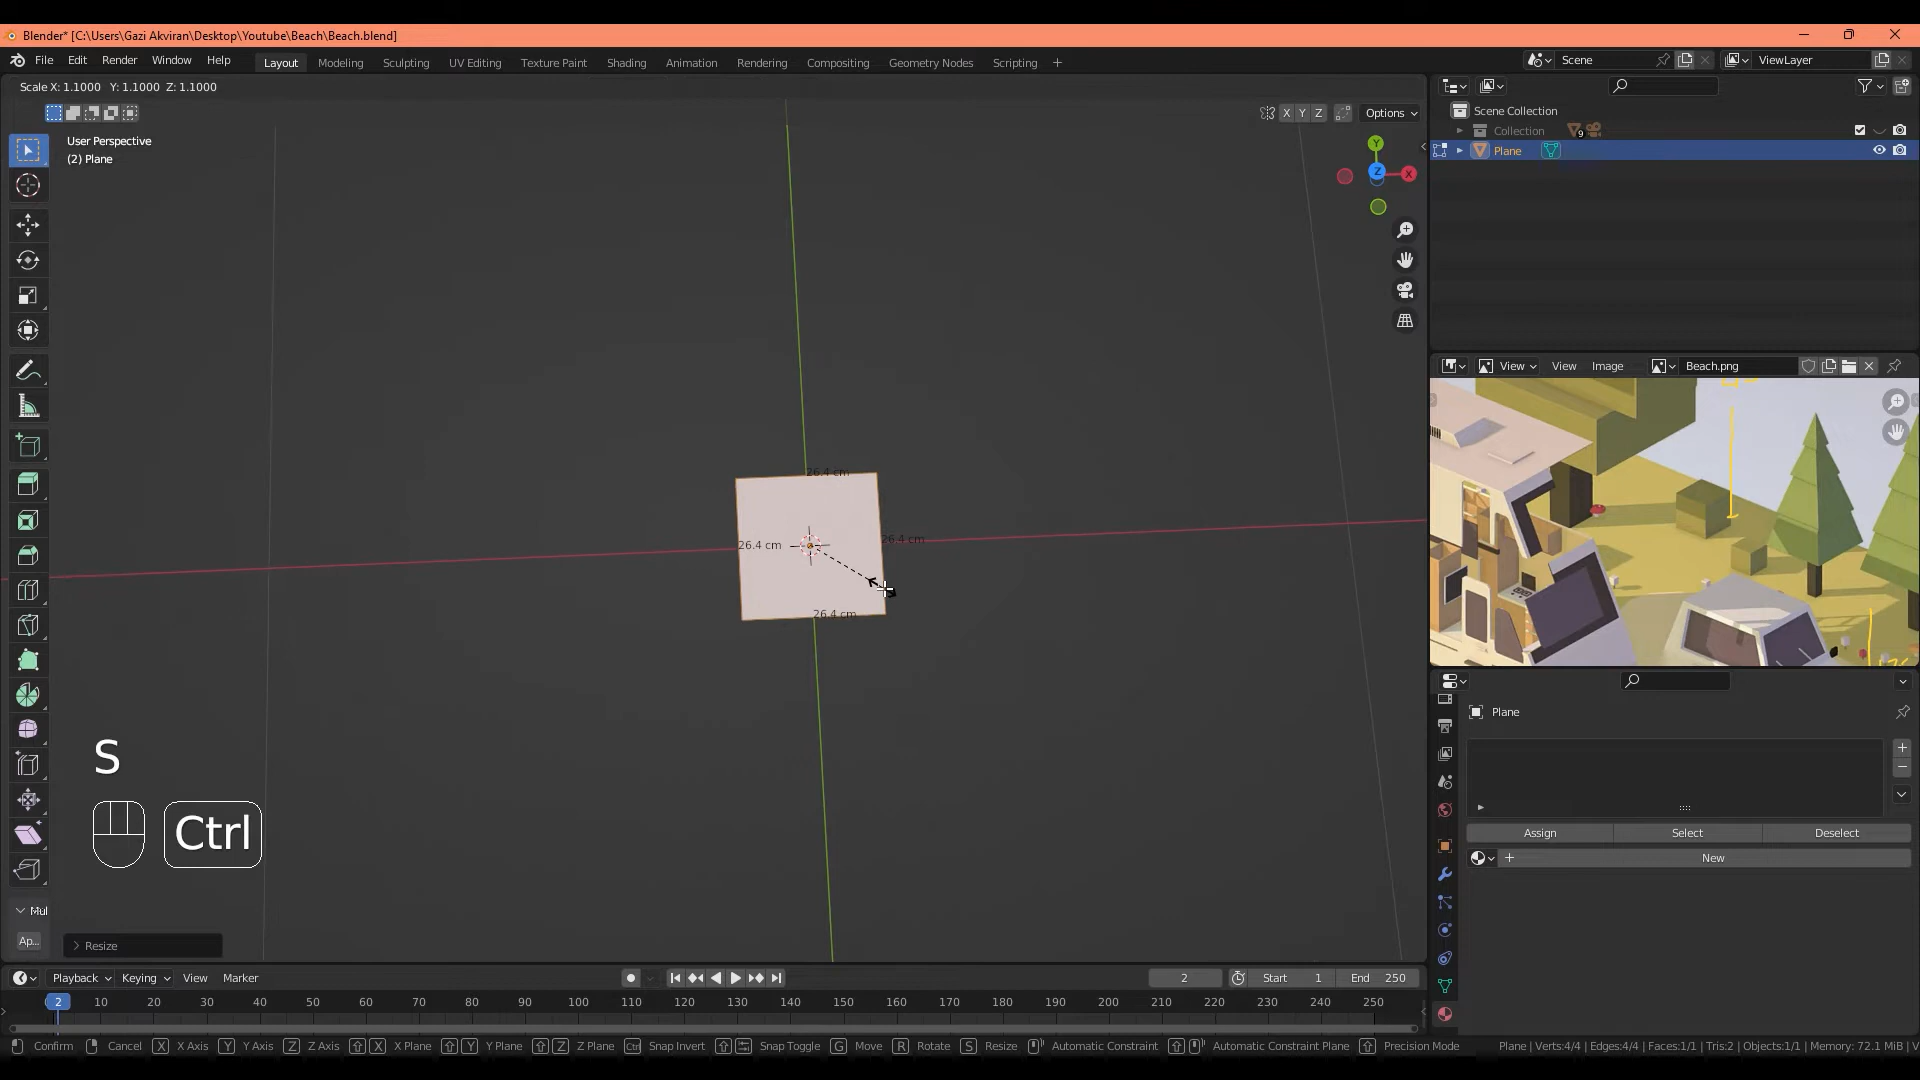 Blender* [C:\Users\Gazi Akviran\Desktop\Youtube\Beach\Beach.blend]
File Edit Render Window Help Layout Modeling Sculpting UV Editing Texture Paint Shading Animation Rendering Compositing Geometry Nodes Scripting + Scene ViewLayer
Scale X: 1.1000 Y: 1.1000 Z: 1.1000
X Y Z Options
User Perspective
(2) Plane
Scene Collection
Collection 9
Plane
Y
Z X
View View Image Beach.png
26.4 cm
26.4 cm 26.4 cm
26.4 cm
Plane
Assign Select Deselect
New
S
Ctrl
Mul
Ap...
Resize
Playback Keying View Marker 2 Start 1 End 250
2 10 20 30 40 50 60 70 80 90 100 110 120 130 140 150 160 170 180 190 200 210 220 230 240 250
Confirm Cancel X X Axis Y Y Axis Z Z Axis X X Plane Y Y Plane Z Z Plane Ctrl Snap Invert Snap Toggle G Move R Rotate S Resize Automatic Constraint Automatic Constraint Plane Precision Mode Plane | Verts:4/4 | Edges:4/4 | Faces:1/1 | Tris:2 | Objects:1/1 | Memory: 72.1 MiB | V